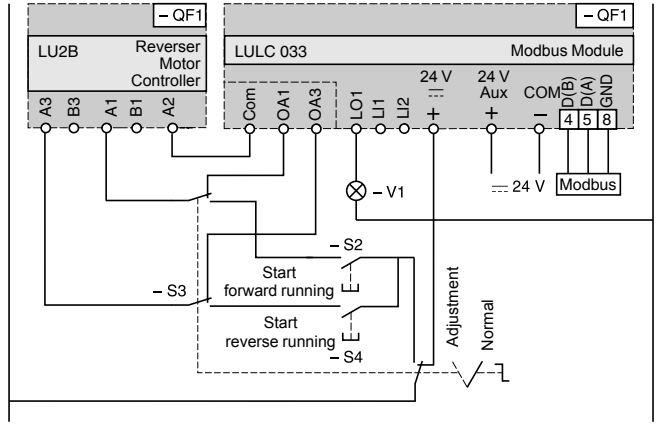 – QF1
– QF1
LU2B
Reverser
Motor
Controller
LULC 033
Modbus Module
A3
B3
A1
B1
A2
Com
OA1
OA3
LO1
LI1
LI2
24 V
+
24 V
Aux
+
COM
–
D(B)
D(A)
GND
4
5
8
– V1
24 V
Modbus
– S2
Start
forward running
– S3
Start
reverse running
– S4
Adjustment
Normal